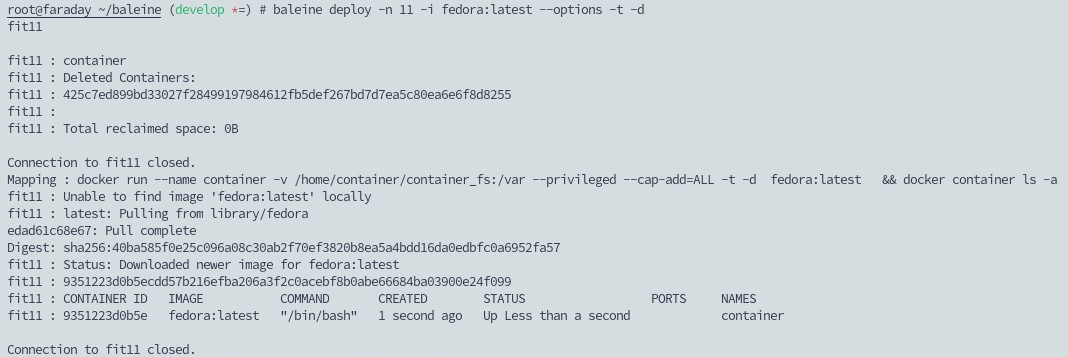 root@faraday ~/baleine (develop *=) # baleine deploy -n 11 -i fedora:latest --options -t -d
fit11
fit11 : container
fit11 : Deleted Containers:
fit11 : 425c7ed899bd33027f28499197984612fb5def267bd7d7ea5c80ea6e6f8d8255
fit11 :
fit11 : Total reclaimed space: 0B
Connection to fit11 closed.
Mapping : docker run --name container -v /home/container/container_fs:/var --privileged --cap-add=ALL -t -d  fedora:latest   && docker container ls -a
fit11 : Unable to find image 'fedora:latest' locally
fit11 : latest: Pulling from library/fedora
edad61c68e67: Pull complete
Digest: sha256:40ba585f0e25c096a08c30ab2f70ef3820b8ea5a4bdd16da0edbfc0a6952fa57
fit11 : Status: Downloaded newer image for fedora:latest
fit11 : 9351223d0b5ecdd57b216efba206a3f2c0acebf8b0abe66684ba03900e24f099
fit11 : CONTAINER ID   IMAGE           COMMAND       CREATED        STATUS                  PORTS     NAMES
fit11 : 9351223d0b5e   fedora:latest   "/bin/bash"   1 second ago   Up Less than a second             container
Connection to fit11 closed.